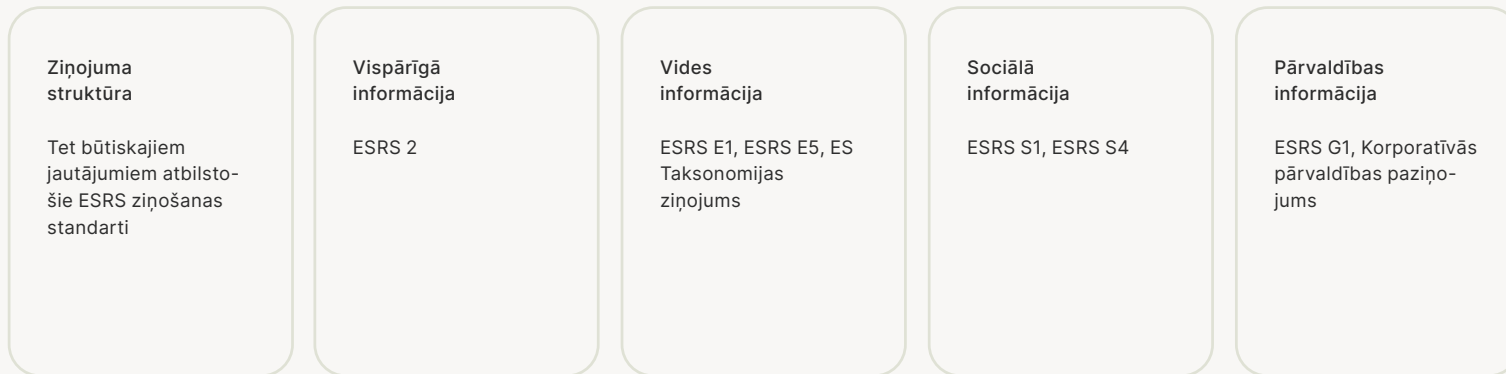 Ziņojuma
struktūra
Tet būtiskajiem
jautājumiem atbilsto-
šie ESRS ziņošanas
standarti
Vispārīgā
informācija
ESRS 2
Vides
informācija
ESRS E1, ESRS E5, ES
Taksonomijas
ziņojums
Sociālā
informācija
ESRS S1, ESRS S4
Pārvaldības
informācija
ESRS G1, Korporatīvās
pārvaldības paziņo-
jums